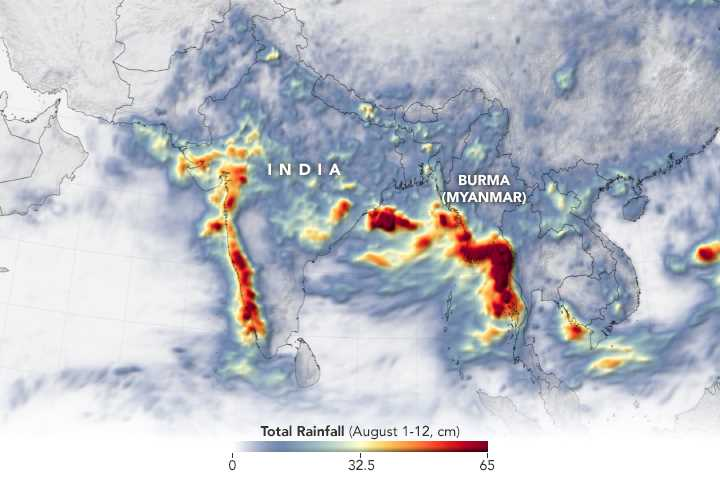 INDIA
BURMA
(MYANMAR)
Total Rainfall (August 1-12, cm)
0 32.5 65